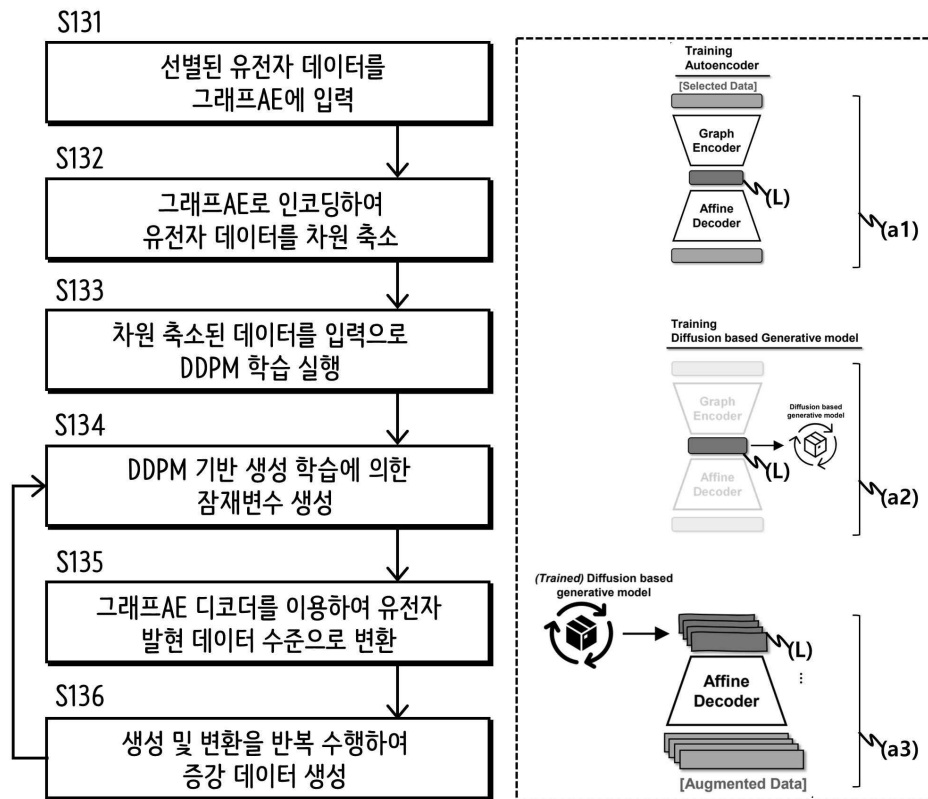 S131
선별된 유전자 데이터를
그래프AE에 입력
S132
그래프AE로 인코딩하여
유전자 데이터를 차원 축소
S133
차원 축소된 데이터를 입력으로
DDPM 학습 실행
S134
DDPM 기반 생성 학습에 의한
잠재변수 생성
S135
그래프AE 디코더를 이용하여 유전자
발현 데이터 수준으로 변환
S136
생성 및 변환을 반복 수행하여
증강 데이터 생성
Training
Autoencoder
[Selected Data]
Graph
Encoder
(L)
Affine
Decoder
(a1)
Training
Diffusion based Generative model
Graph
Encoder
Diffusion based
generative model
(L)
Affine
Decoder
(a2)
(Trained) Diffusion based
generative model
(L)
...
Affine
Decoder
(a3)
[Augmented Data]